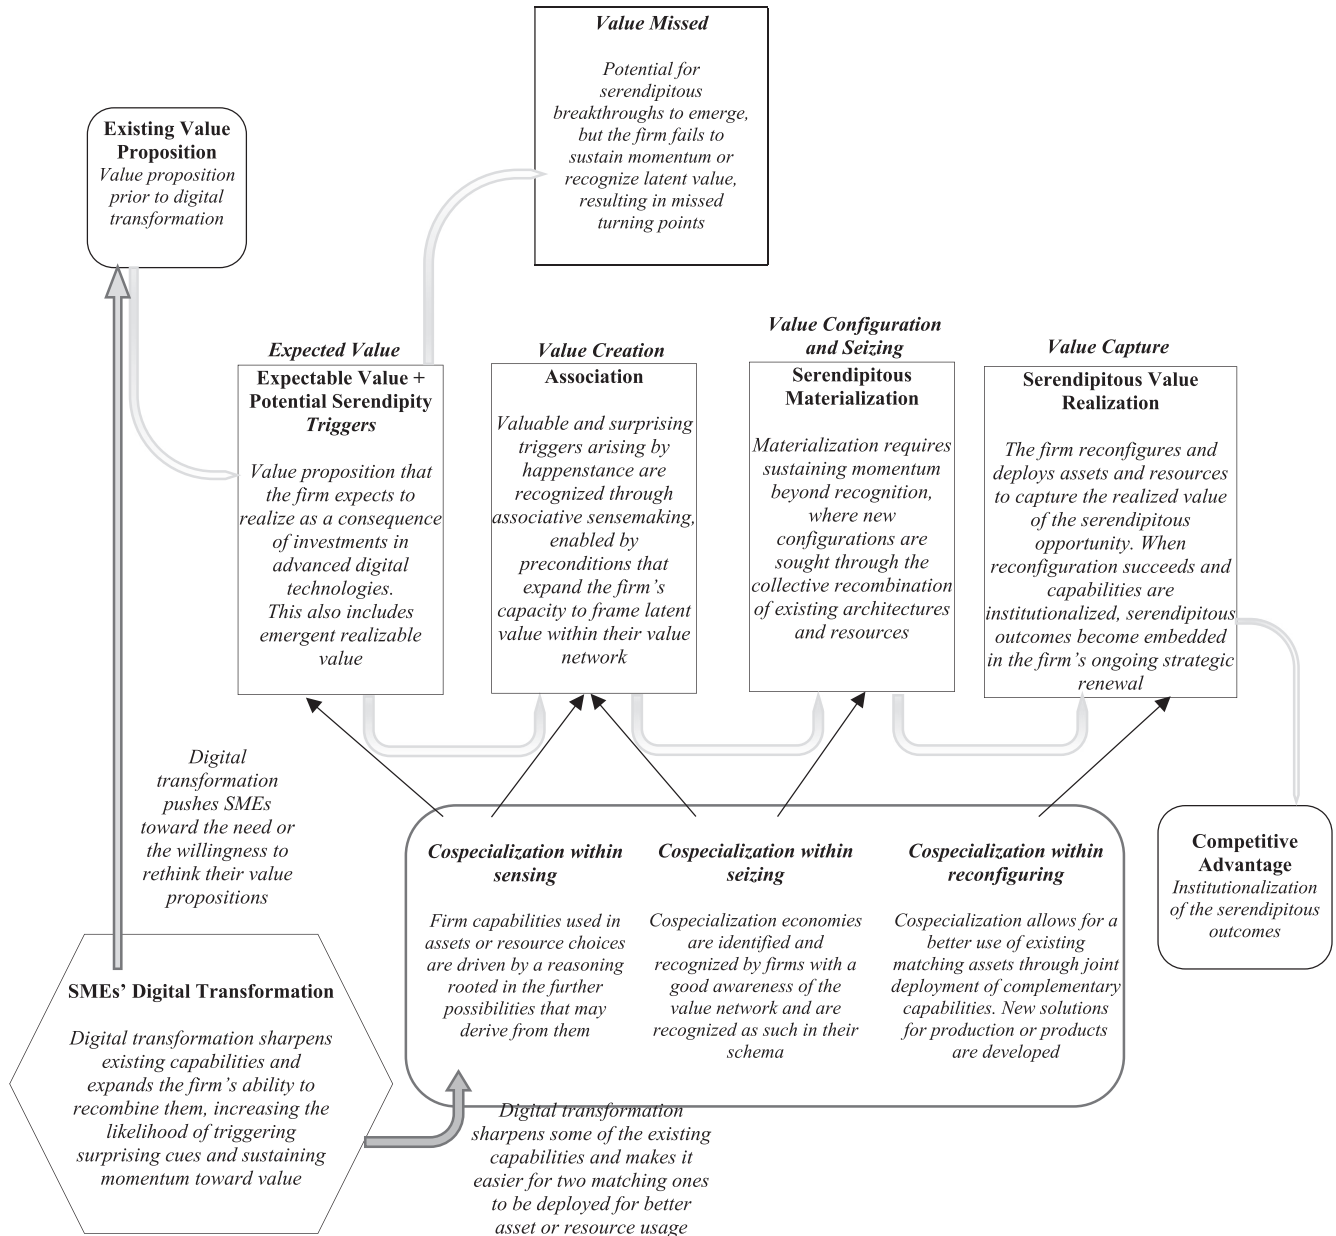 Value Missed
Potential for
serendipitous
breakthroughs to emerge,
but the firm fails to
sustain momentum or
recognize latent value,
resulting in missed
turning points
Existing Value
Proposition
Value proposition
prior to digital
transformation
Expected Value
Expectable Value +
Potential Serendipity
Triggers
Value proposition that
the firm expects to
realize as a consequence
of investments in
advanced digital
technologies.
This also includes
emergent realizable
value
Value Creation
Association
Valuable and surprising
triggers arising by
happenstance are
recognized through
associative sensemaking,
enabled by
preconditions that
expand the firm's
capacity to frame latent
value within their value
network
Value Configuration
and Seizing
Serendipitous
Materialization
Materialization requires
sustaining momentum
beyond recognition,
where new
configurations are
sought through the
collective recombination
of existing architectures
and resources
Value Capture
Serendipitous Value
Realization
The firm reconfigures and
deploys assets and resources
to capture the realized value
of the serendipitous
opportunity. When
reconfiguration succeeds and
capabilities are
institutionalized, serendipitous
outcomes become embedded
in the firm's ongoing strategic
renewal
Digital
transformation
pushes SMEs
toward the need or
the willingness to
rethink their value
propositions
Cospecialization within
sensing
Firm capabilities used in
assets or resource choices
are driven by a reasoning
rooted in the further
possibilities that may
derive from them
Cospecialization within
seizing
Cospecialization economies
are identified and
recognized by firms with a
good awareness of the
value network and are
recognized as such in their
schema
Cospecialization within
reconfiguring
Cospecialization allows for a
better use of existing
matching assets through joint
deployment of complementary
capabilities. New solutions
for production or products
are developed
Competitive
Advantage
Institutionalization
of the serendipitous
outcomes
SMEs' Digital Transformation
Digital transformation sharpens
existing capabilities and
expands the firm's ability to
recombine them, increasing the
likelihood of triggering
surprising cues and sustaining
momentum toward value
Digital transformation
sharpens some of the existing
capabilities and makes it
easier for two matching ones
to be deployed for better
asset or resource usage